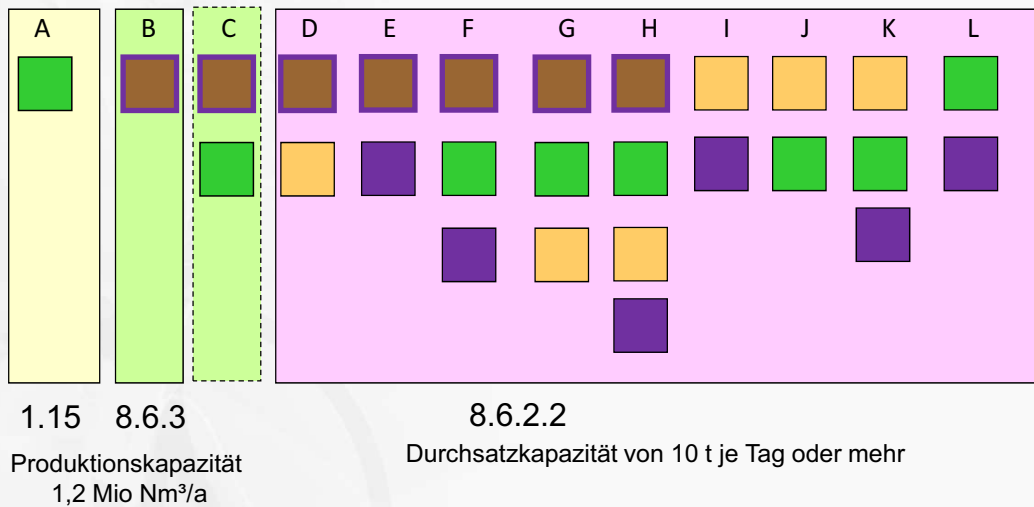 A B C D E F G H I J K L
1.15 8.6.3 8.6.2.2
Produktionskapazität
1,2 Mio Nm³/a
Durchsatzkapazität von 10 t je Tag oder mehr